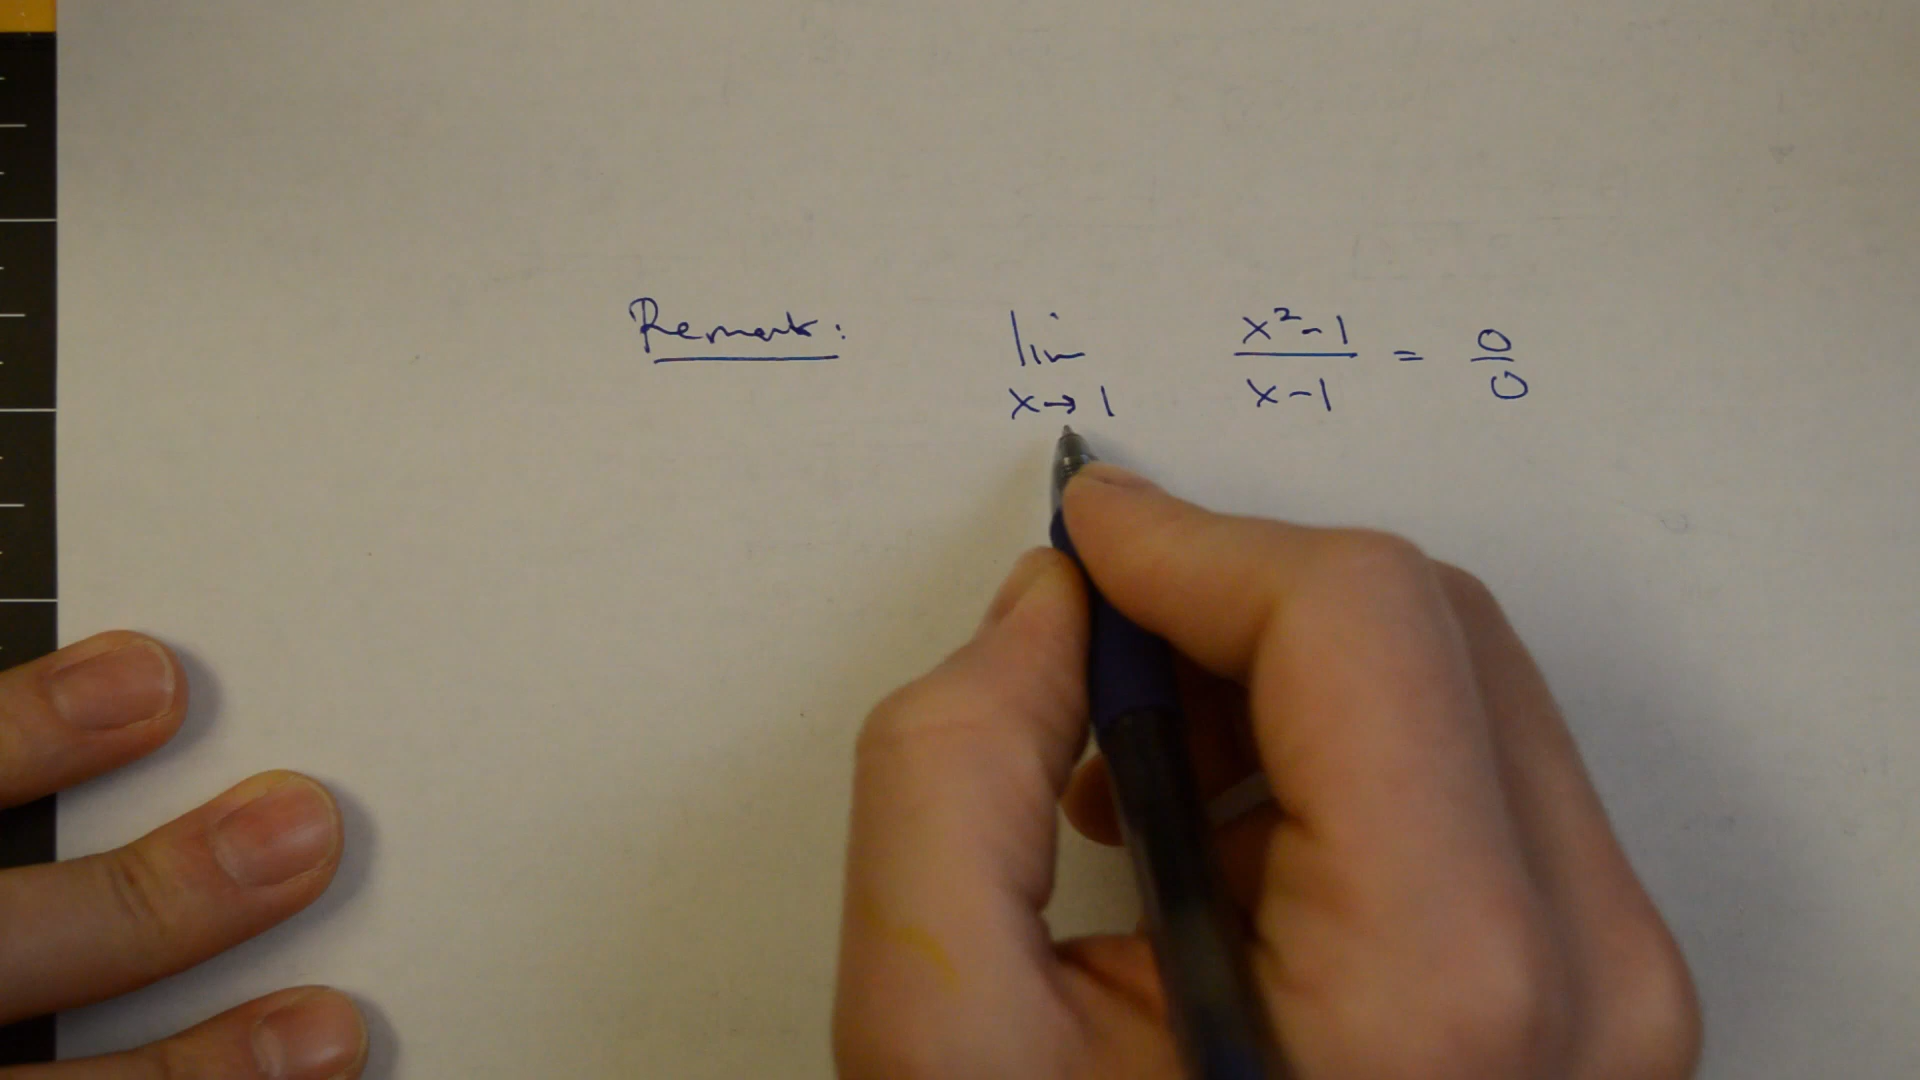 Remark: lim x→1 x²-1 / x-1 = 0/0